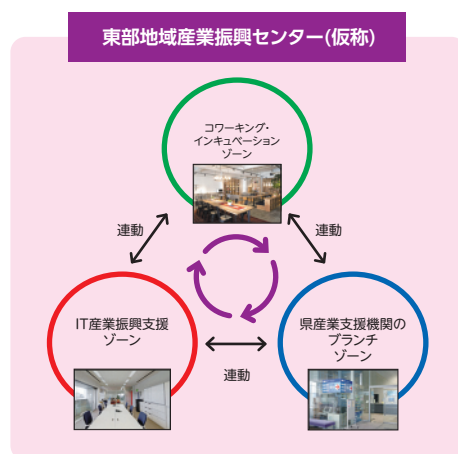 東部地域産業振興センター(仮称)
コワーキング・
インキュベーション
ゾーン
連動
連動
IT産業振興支援
ゾーン
連動
県産業支援機関の
ブランチ
ゾーン